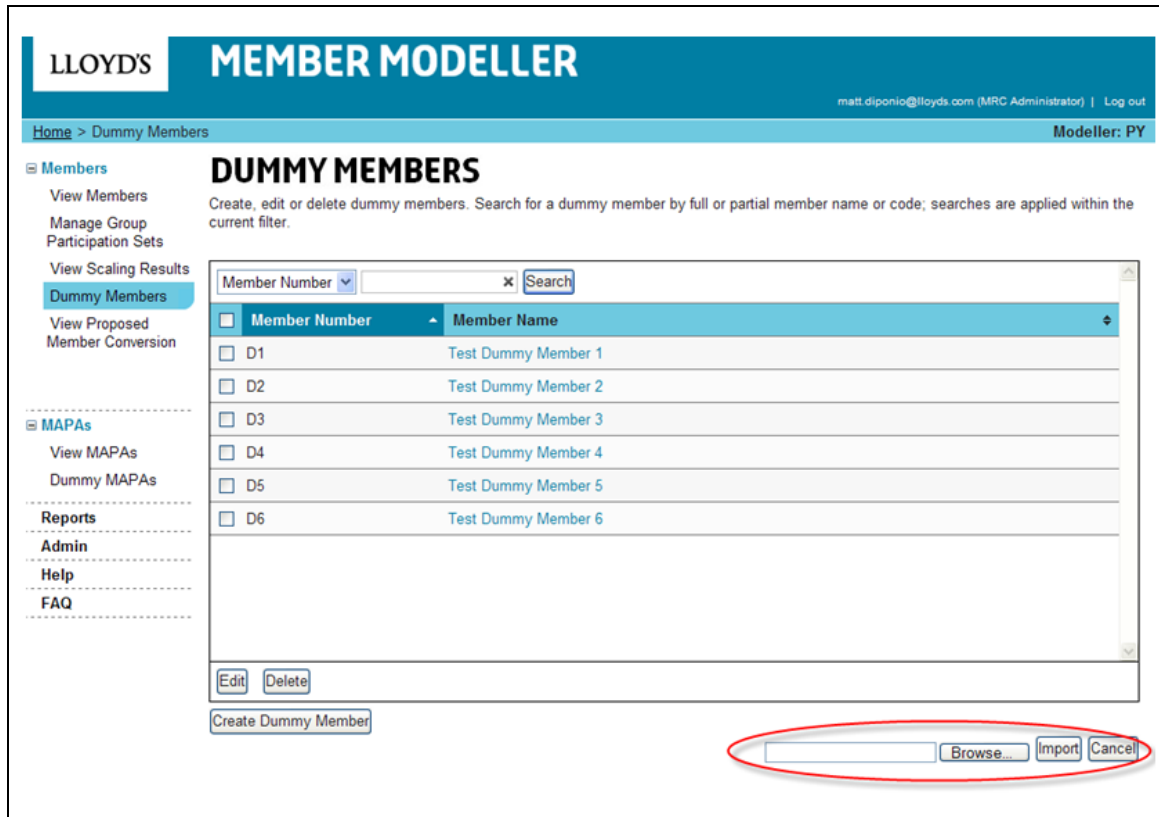 LLOYD'S
MEMBER MODELLER
matt.diponio@lloyds.com (MRC Administrator) | Log out
Home > Dummy Members
Modeller: PY
Members
View Members
Manage Group
Participation Sets
View Scaling Results
Dummy Members
View Proposed
Member Conversion
MAPAs
View MAPAs
Dummy MAPAs
Reports
Admin
Help
FAQ
DUMMY MEMBERS
Create, edit or delete dummy members. Search for a dummy member by full or partial member name or code; searches are applied within the
current filter.
Member Number Search
Member Number Member Name
D1 Test Dummy Member 1
D2 Test Dummy Member 2
D3 Test Dummy Member 3
D4 Test Dummy Member 4
D5 Test Dummy Member 5
D6 Test Dummy Member 6
Edit Delete
Create Dummy Member
Browse... Import Cancel